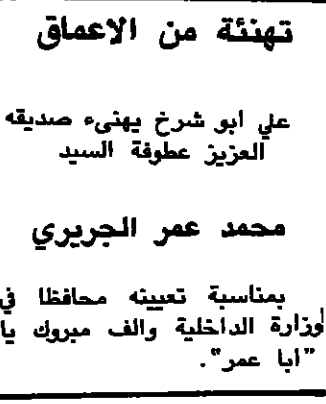 تهنئة من الاعماق
علي ابو شرخ يهنىء صديقه
العزيز عطوفة السيد
محمد عمر الجريري
بمناسبة تعيينه محافظا في
وزارة الداخلية والف مبروك يا
"ابا عمر".